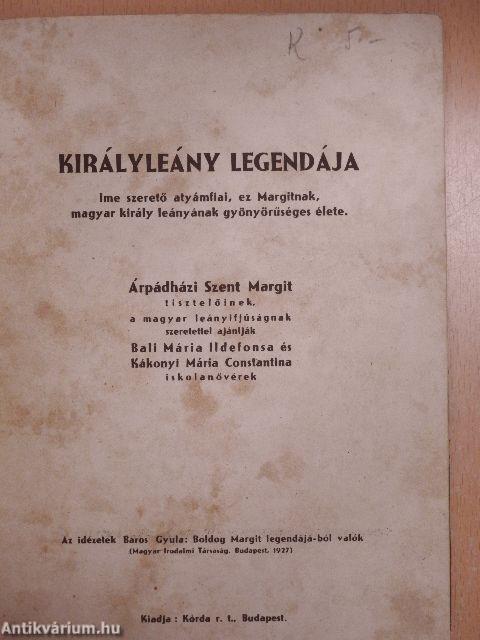 K 5.-
KIRÁLYLEÁNY LEGENDÁJA
Ime szerető atyámfiai, ez Margitnak,
magyar király leányának gyönyörűséges élete.
Árpádházi Szent Margit
tisztelőinek,
a magyar leányifjúságnak
szeretettel ajánlják
Bali Mária Ildefonsa és
Kákonyi Mária Constantina
iskolanővérek
Az idézetek Baros Gyula: Boldog Margit legendájá-ból valók
(Magyar Irodalmi Társaság, Budapest, 1927)
Kiadja : Korda r. t., Budapest.
Antikvárium.hu